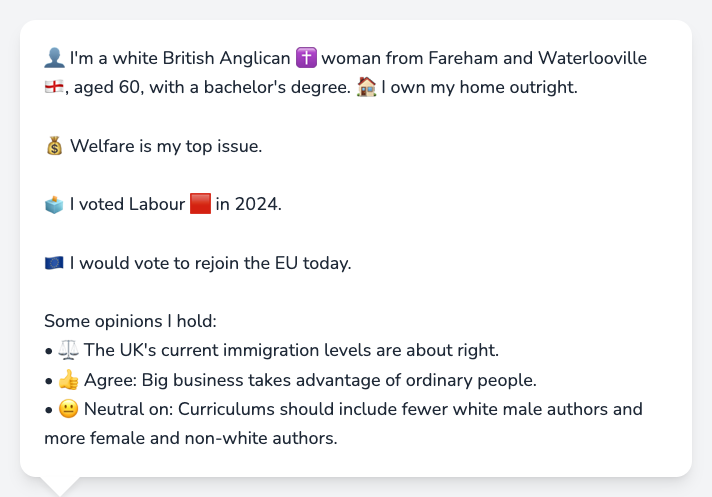 👤 I'm a white British Anglican ✝️ woman from Fareham and Waterlooville
🏴󠁧󠁢󠁥󠁮󠁧󠁿, aged 60, with a bachelor's degree. 🏠 I own my home outright.
💰 Welfare is my top issue.
🗳️ I voted Labour 🟥 in 2024.
🇪🇺 I would vote to rejoin the EU today.
Some opinions I hold:
• ⚖️ The UK's current immigration levels are about right.
• 👍 Agree: Big business takes advantage of ordinary people.
• 😐 Neutral on: Curriculums should include fewer white male authors and
more female and non-white authors.